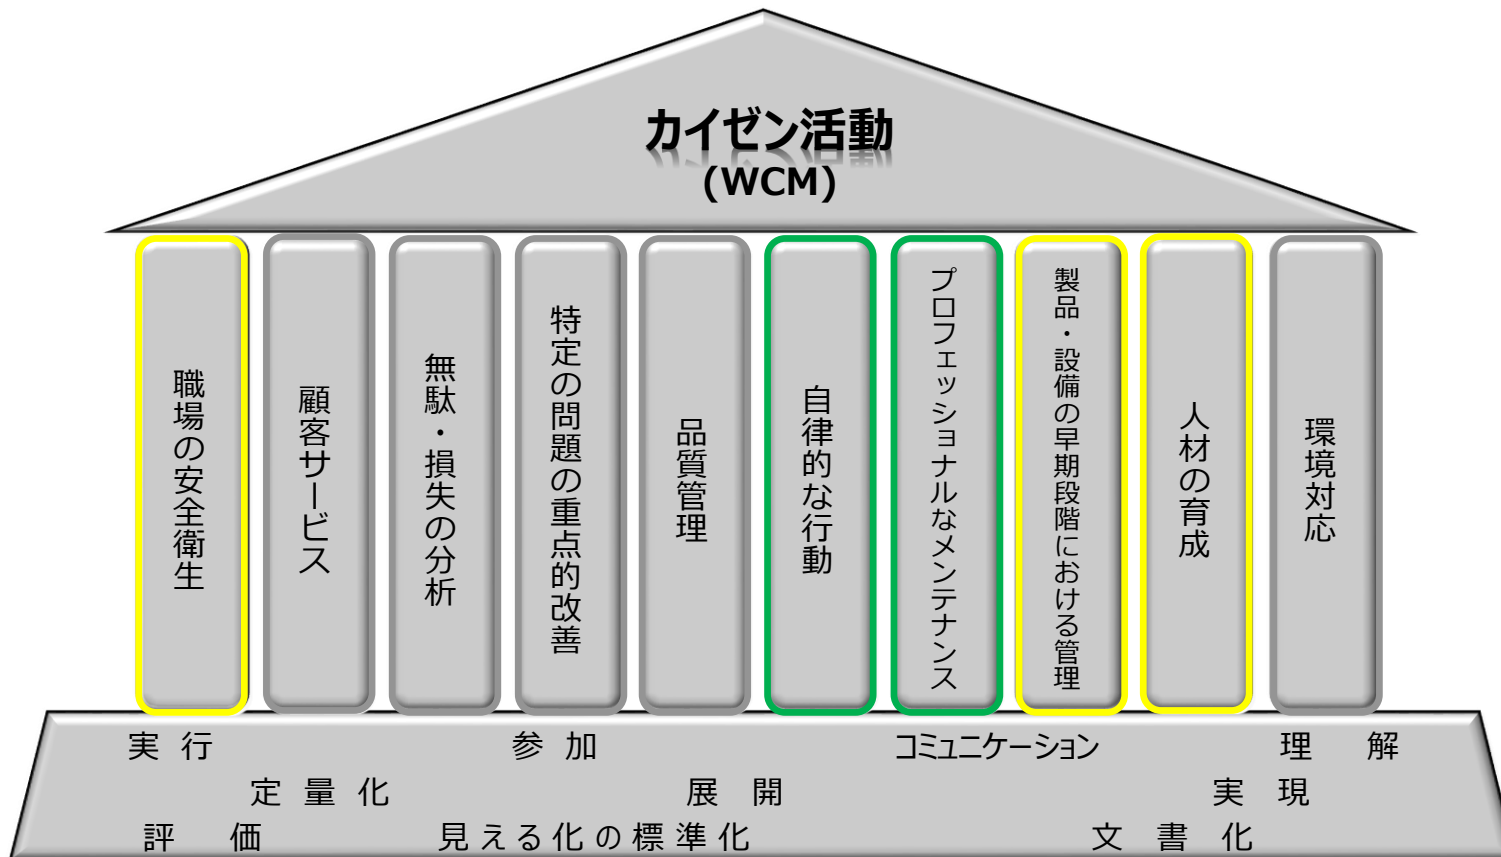 カイゼン活動
(WCM)
職場の安全衛生
顧客サービス
無駄・損失の分析
特定の問題の重点的改善
品質管理
自律的な行動
プロフェッショナルなメンテナンス
製品・設備の早期段階における管理
人材の育成
環境対応
実行 参加 コミュニケーション 理解
定量化 展開 実現
評価 見える化の標準化 文書化